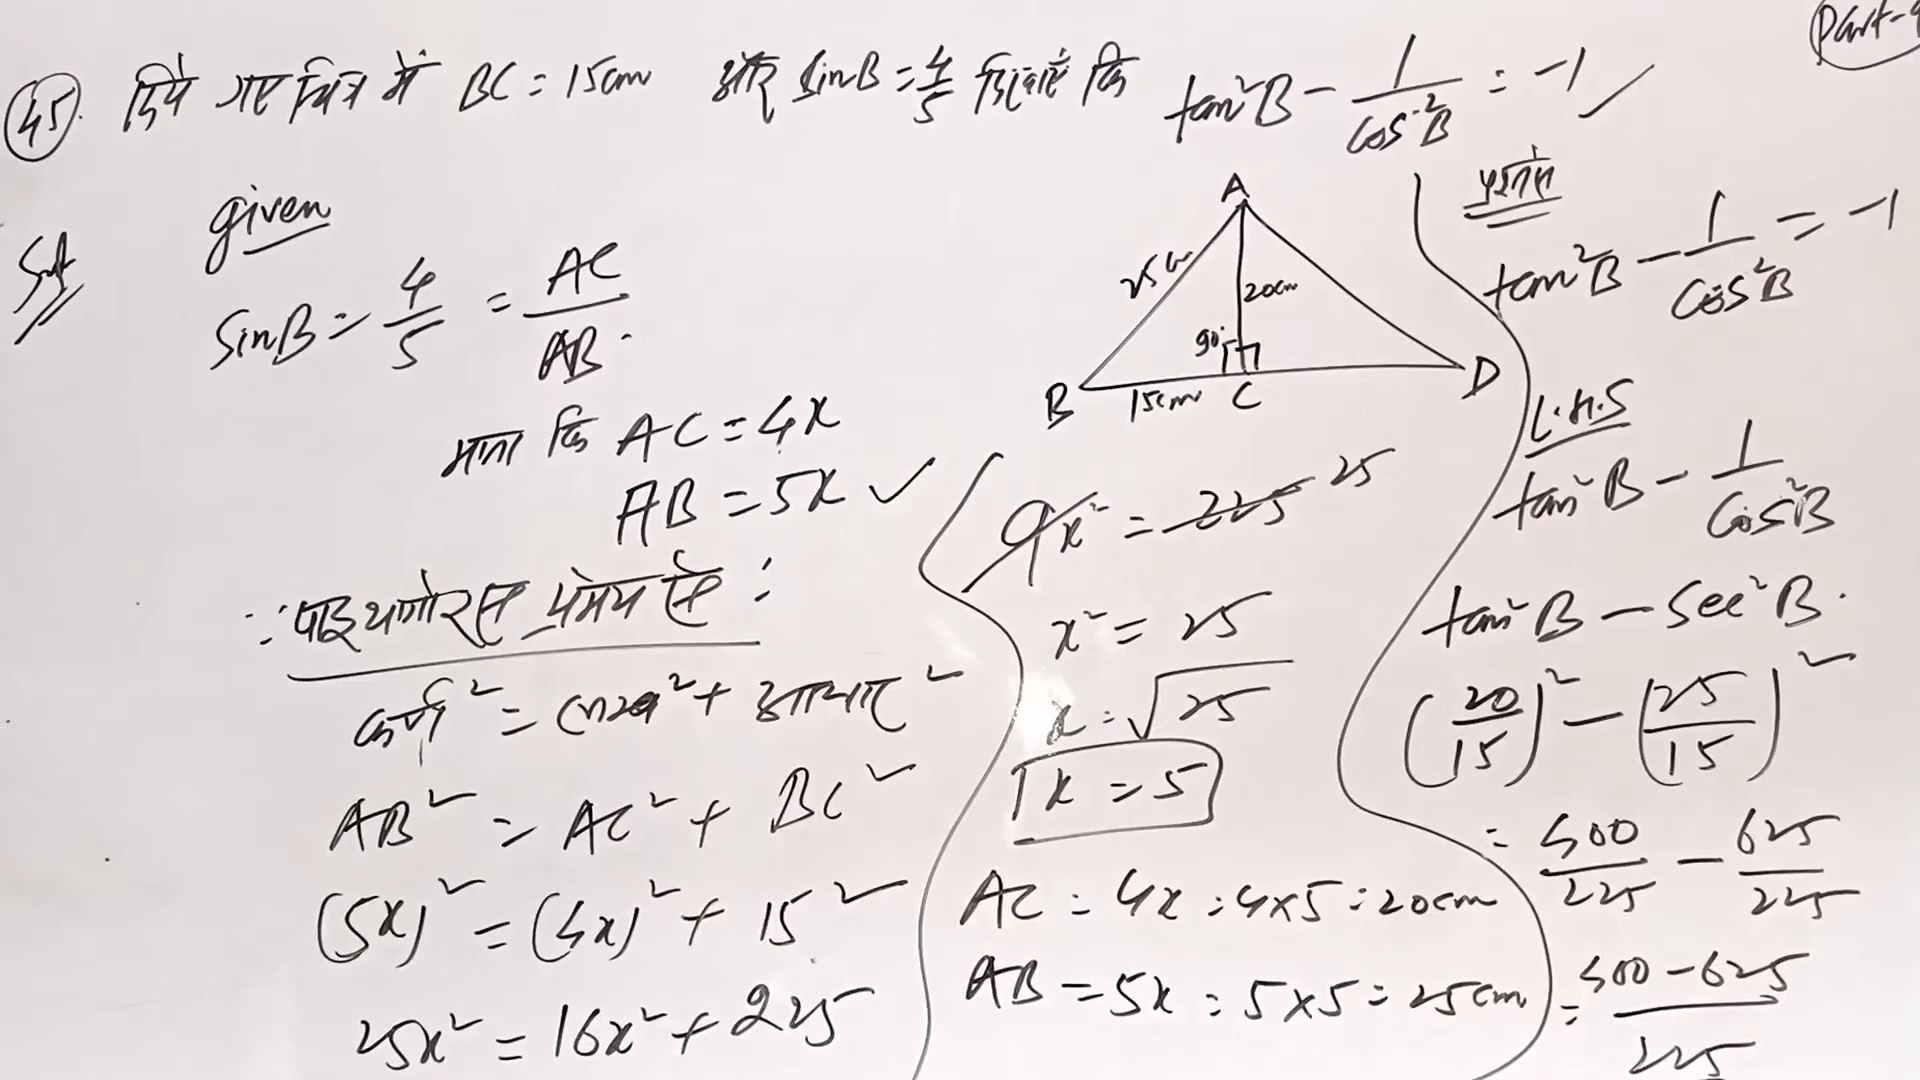 Part-4
45. दिये गए चित्र में BC = 15cm और sinB = 4/5 दिखाइये कि tan²B - 1/cos²B = -1
Sol
given
SinB = 4/5 = AC/AB.
माना कि AC = 4x
AB = 5x ✓
∵ पाइथागोरस प्रमेय से :
कर्ण² = लम्ब² + आधार²
AB² = AC² + BC²
(5x)² = (4x)² + 15²
25x² = 16x² + 225
A
25cm
20cm
90°
B
15cm
C
D
9x² = 225 25
x² = 25
x = √25
x = 5
AC = 4x = 4×5 = 20cm
AB = 5x = 5×5 = 25cm
tan²B - 1/cos²B = -1
L.H.S
tan²B - 1/cos²B
tan²B - sec²B.
(20/15)² - (25/15)²
= 400/225 - 625/225
= 400 - 625/225